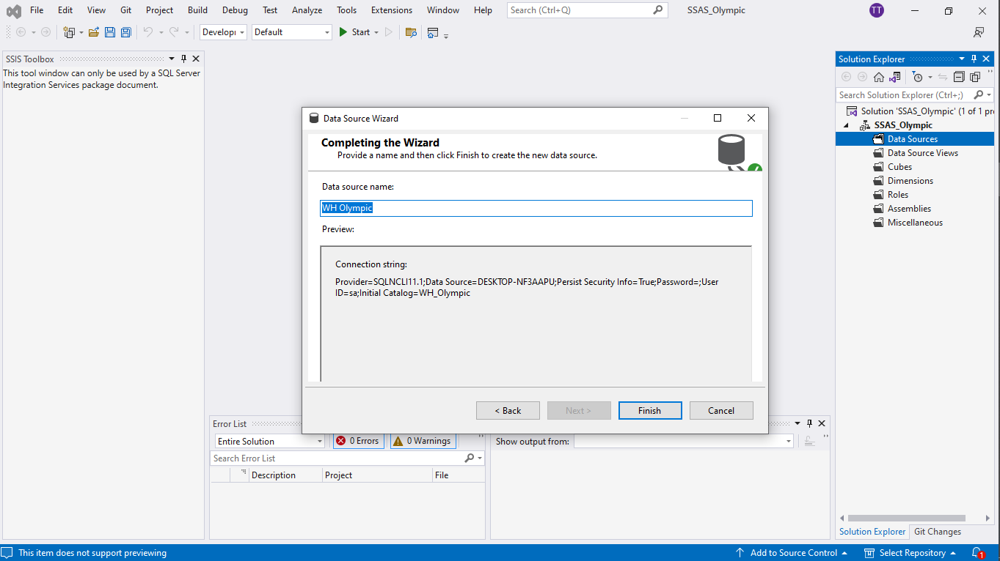 File Edit View Git Project Build Debug Test Analyze Tools Extensions Window Help Search (Ctrl+Q) SSAS_Olympic TT
Developı Default Start
SSIS Toolbox
This tool window can only be used by a SQL Server
Integration Services package document.
Data Source Wizard
Completing the Wizard
Provide a name and then click Finish to create the new data source.
Data source name:
WH Olympic
Preview:
Connection string:
Provider=SQLNCLI11.1;Data Source=DESKTOP-NF3AAPU;Persist Security Info=True;Password=;User
ID=sa;Initial Catalog=WH_Olympic
< Back Next > Finish Cancel
Error List
Entire Solution 0 Errors 0 Warnings
Search Error List
Description Project File
Show output from:
Solution Explorer
Search Solution Explorer (Ctrl+;)
Solution 'SSAS_Olympic' (1 of 1 pr
SSAS_Olympic
Data Sources
Data Source Views
Cubes
Dimensions
Roles
Assemblies
Miscellaneous
Solution Explorer Git Changes
This item does not support previewing Add to Source Control Select Repository 1